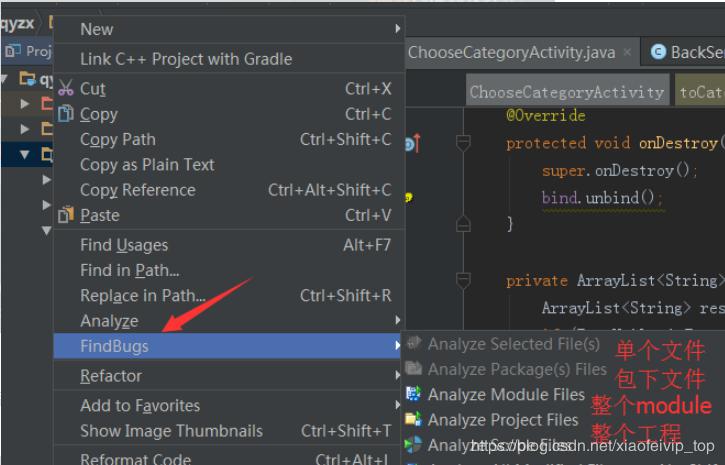 qyzx
Proj
qy
New
Link C++ Project with Gradle
Cut Ctrl+X
Copy Ctrl+C
Copy Path Ctrl+Shift+C
Copy as Plain Text
Copy Reference Ctrl+Alt+Shift+C
Paste Ctrl+V
Find Usages Alt+F7
Find in Path...
Replace in Path... Ctrl+Shift+R
Analyze
FindBugs
Refactor
Add to Favorites
Show Image Thumbnails Ctrl+Shift+T
Reformat Code Ctrl+Alt+L
ChooseCategoryActivity.java × C BackSer
ChooseCategoryActivity toCat
@Override
protected void onDestroy(
super.onDestroy();
bind.unbind();
}
private ArrayList<String>
ArrayList<String> res
Analyze Selected File(s) 单个文件
Analyze Package(s) Files 包下文件
Analyze Module Files 整个module
Analyze Project Files 整个工程
Analyze Scope Files
https://blog.csdn.net/xiaofeivip_top